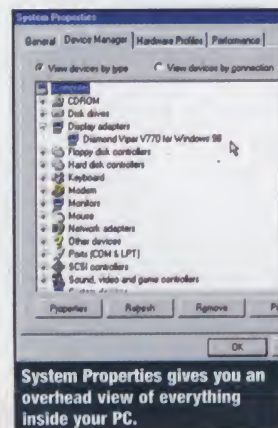 System Properties
General Device Manager Hardware Profiles Performance
View devices by type View devices by connection
Computer
CDROM
Disk drives
Display adapters
Diamond Viper V770 for Windows 98
Floppy disk controllers
Hard disk controllers
Keyboard
Modem
Monitors
Mouse
Network adapters
Other devices
Ports (COM & LPT)
SCSI controllers
Sound, video and game controllers
Properties Refresh Remove
OK
System Properties gives you an
overhead view of everything
inside your PC.